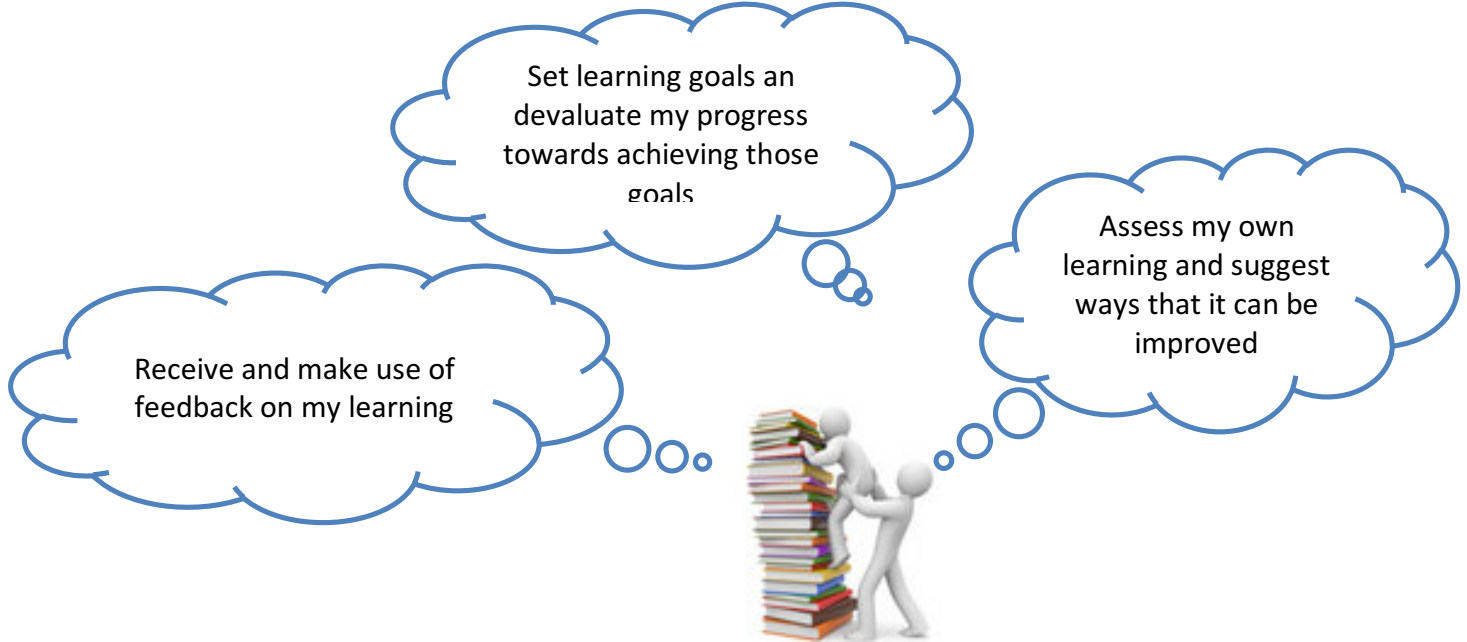 Set learning goals an
devaluate my progress
towards achieving those
goals
Assess my own
learning and suggest
ways that it can be
improved
Receive and make use of
feedback on my learning